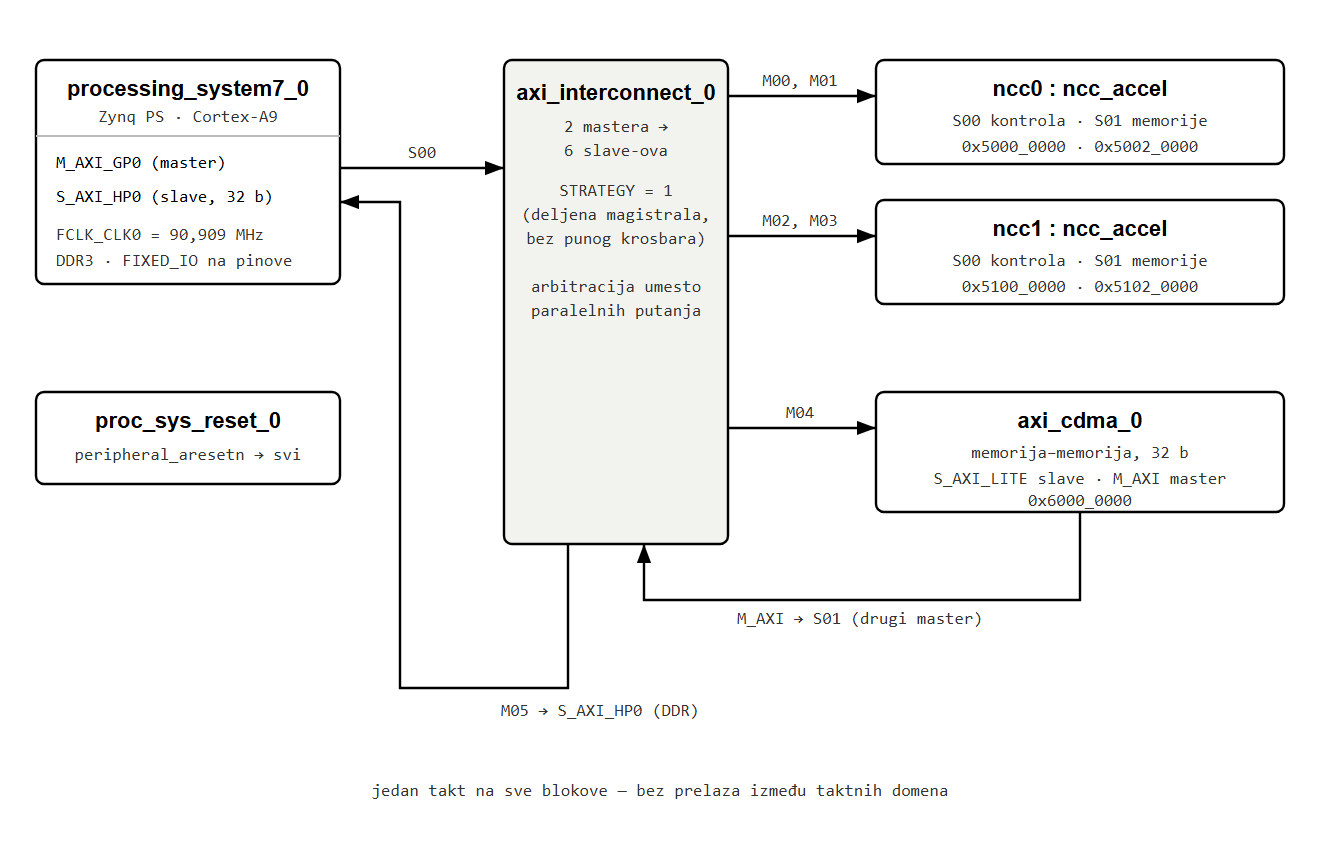 processing_system7_0
Zynq PS · Cortex-A9
M_AXI_GP0 (master)
S_AXI_HP0 (slave, 32 b)
FCLK_CLK0 = 90,909 MHz
DDR3 · FIXED_IO na pinove
S00
axi_interconnect_0
2 mastera →
6 slave-ova
STRATEGY = 1
(deljena magistrala,
bez punog krosbara)
arbitracija umesto
paralelnih putanja
M00, M01
ncc0 : ncc_accel
S00 kontrola · S01 memorije
0x5000_0000 · 0x5002_0000
M02, M03
ncc1 : ncc_accel
S00 kontrola · S01 memorije
0x5100_0000 · 0x5102_0000
proc_sys_reset_0
peripheral_aresetn → svi
M04
axi_cdma_0
memorija–memorija, 32 b
S_AXI_LITE slave · M_AXI master
0x6000_0000
M_AXI → S01 (drugi master)
M05 → S_AXI_HP0 (DDR)
jedan takt na sve blokove — bez prelaza između taktnih domena